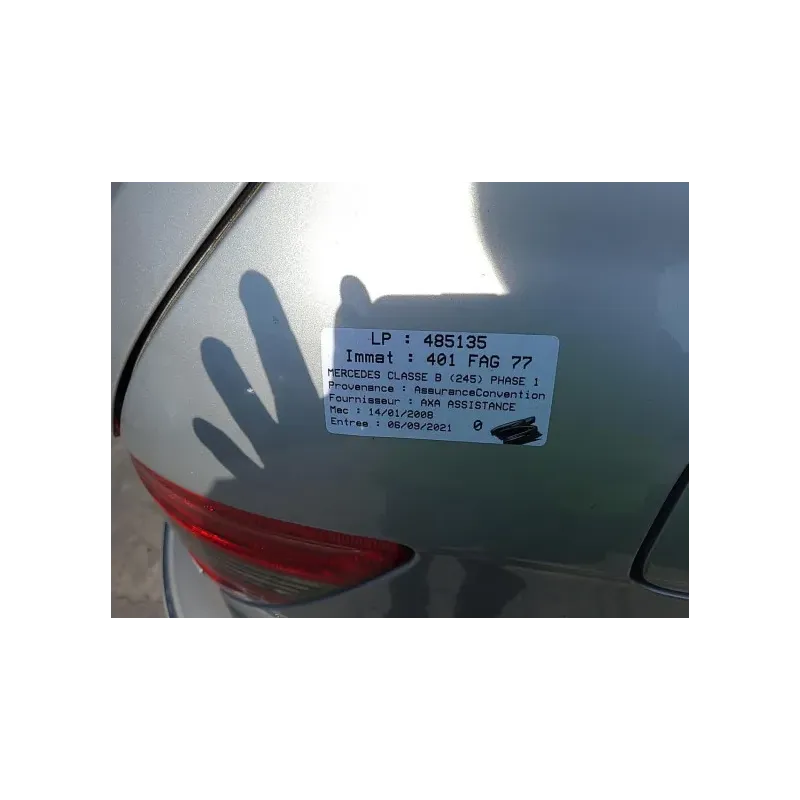 LP : 485135
Immat : 401 FAG 77
MERCEDES CLASSE B (245) PHASE 1
Provenance : AssuranceConvention
Fournisseur : AXA ASSISTANCE
Mec : 14/01/2008
Entree : 06/09/2021 0